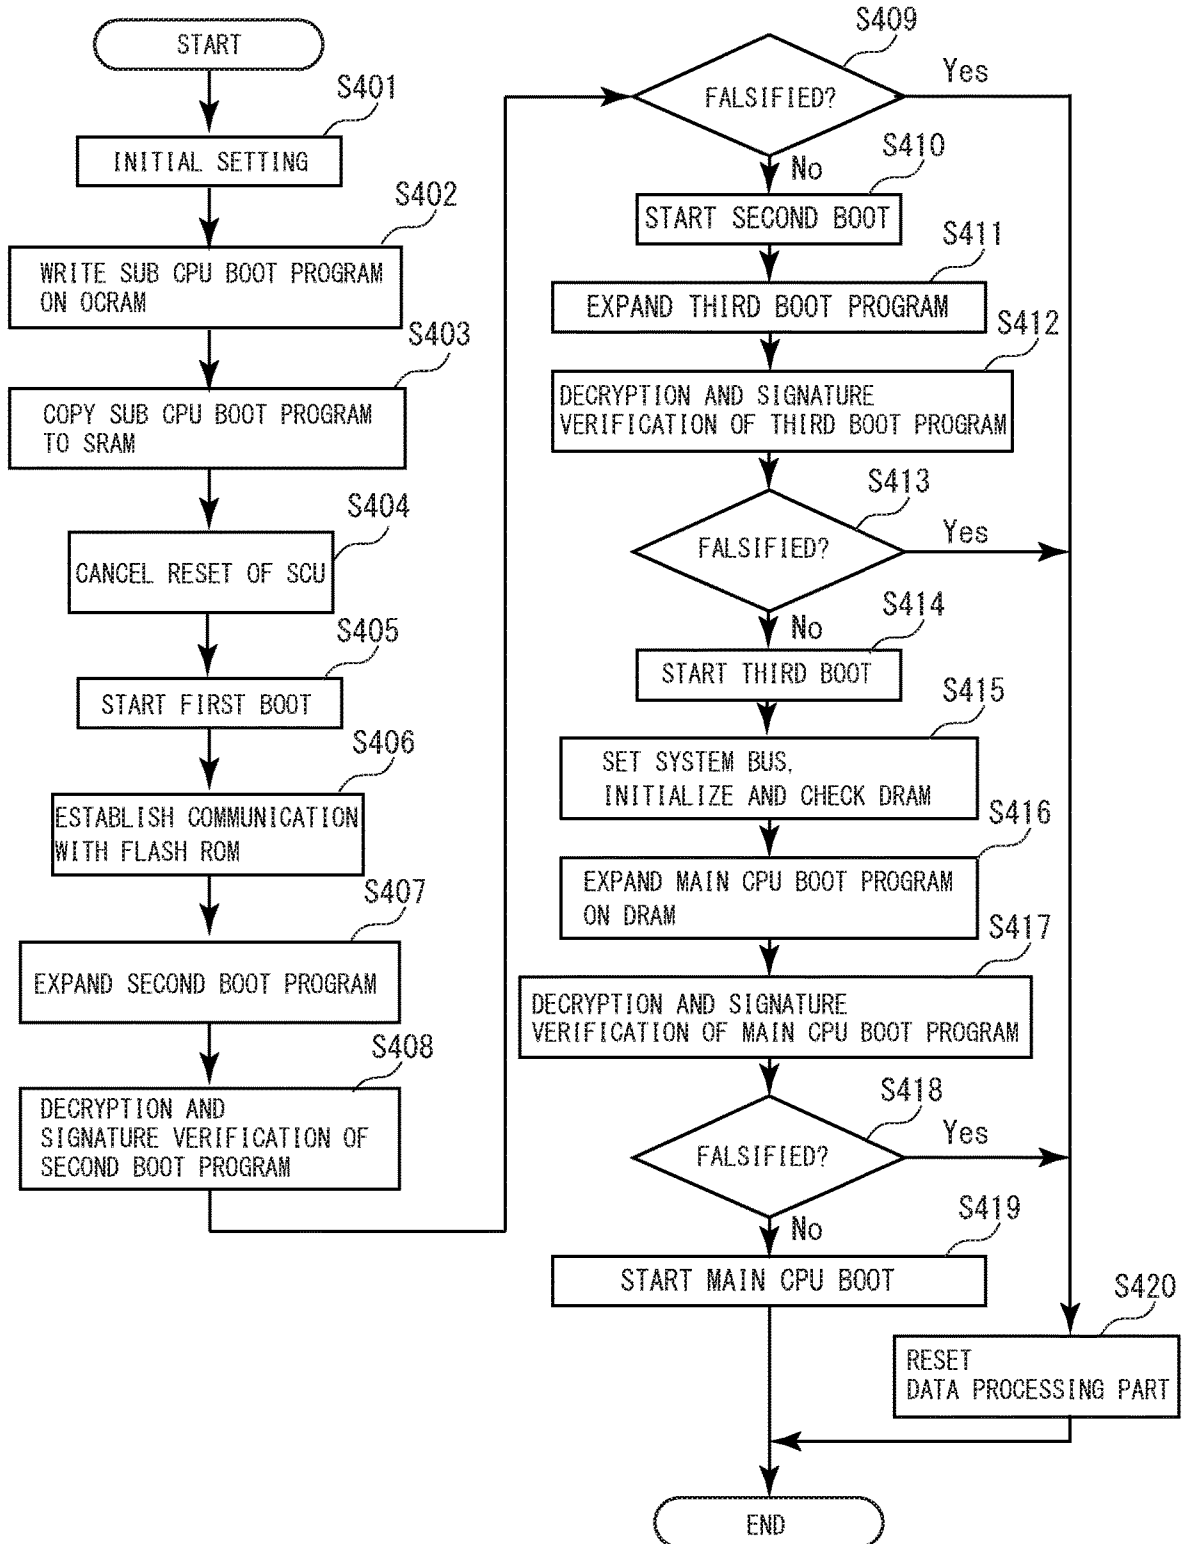 START
S401
INITIAL SETTING
S402
WRITE SUB CPU BOOT PROGRAM
ON OCRAM
S403
COPY SUB CPU BOOT PROGRAM
TO SRAM
S404
CANCEL RESET OF SCU
S405
START FIRST BOOT
S406
ESTABLISH COMMUNICATION
WITH FLASH ROM
S407
EXPAND SECOND BOOT PROGRAM
S408
DECRYPTION AND
SIGNATURE VERIFICATION OF
SECOND BOOT PROGRAM
S409
FALSIFIED?
Yes
No
S410
START SECOND BOOT
S411
EXPAND THIRD BOOT PROGRAM
S412
DECRYPTION AND SIGNATURE
VERIFICATION OF THIRD BOOT PROGRAM
S413
FALSIFIED?
Yes
No
S414
START THIRD BOOT
S415
SET SYSTEM BUS,
INITIALIZE AND CHECK DRAM
S416
EXPAND MAIN CPU BOOT PROGRAM
ON DRAM
S417
DECRYPTION AND SIGNATURE
VERIFICATION OF MAIN CPU BOOT PROGRAM
S418
FALSIFIED?
Yes
No
S419
START MAIN CPU BOOT
S420
RESET
DATA PROCESSING PART
END